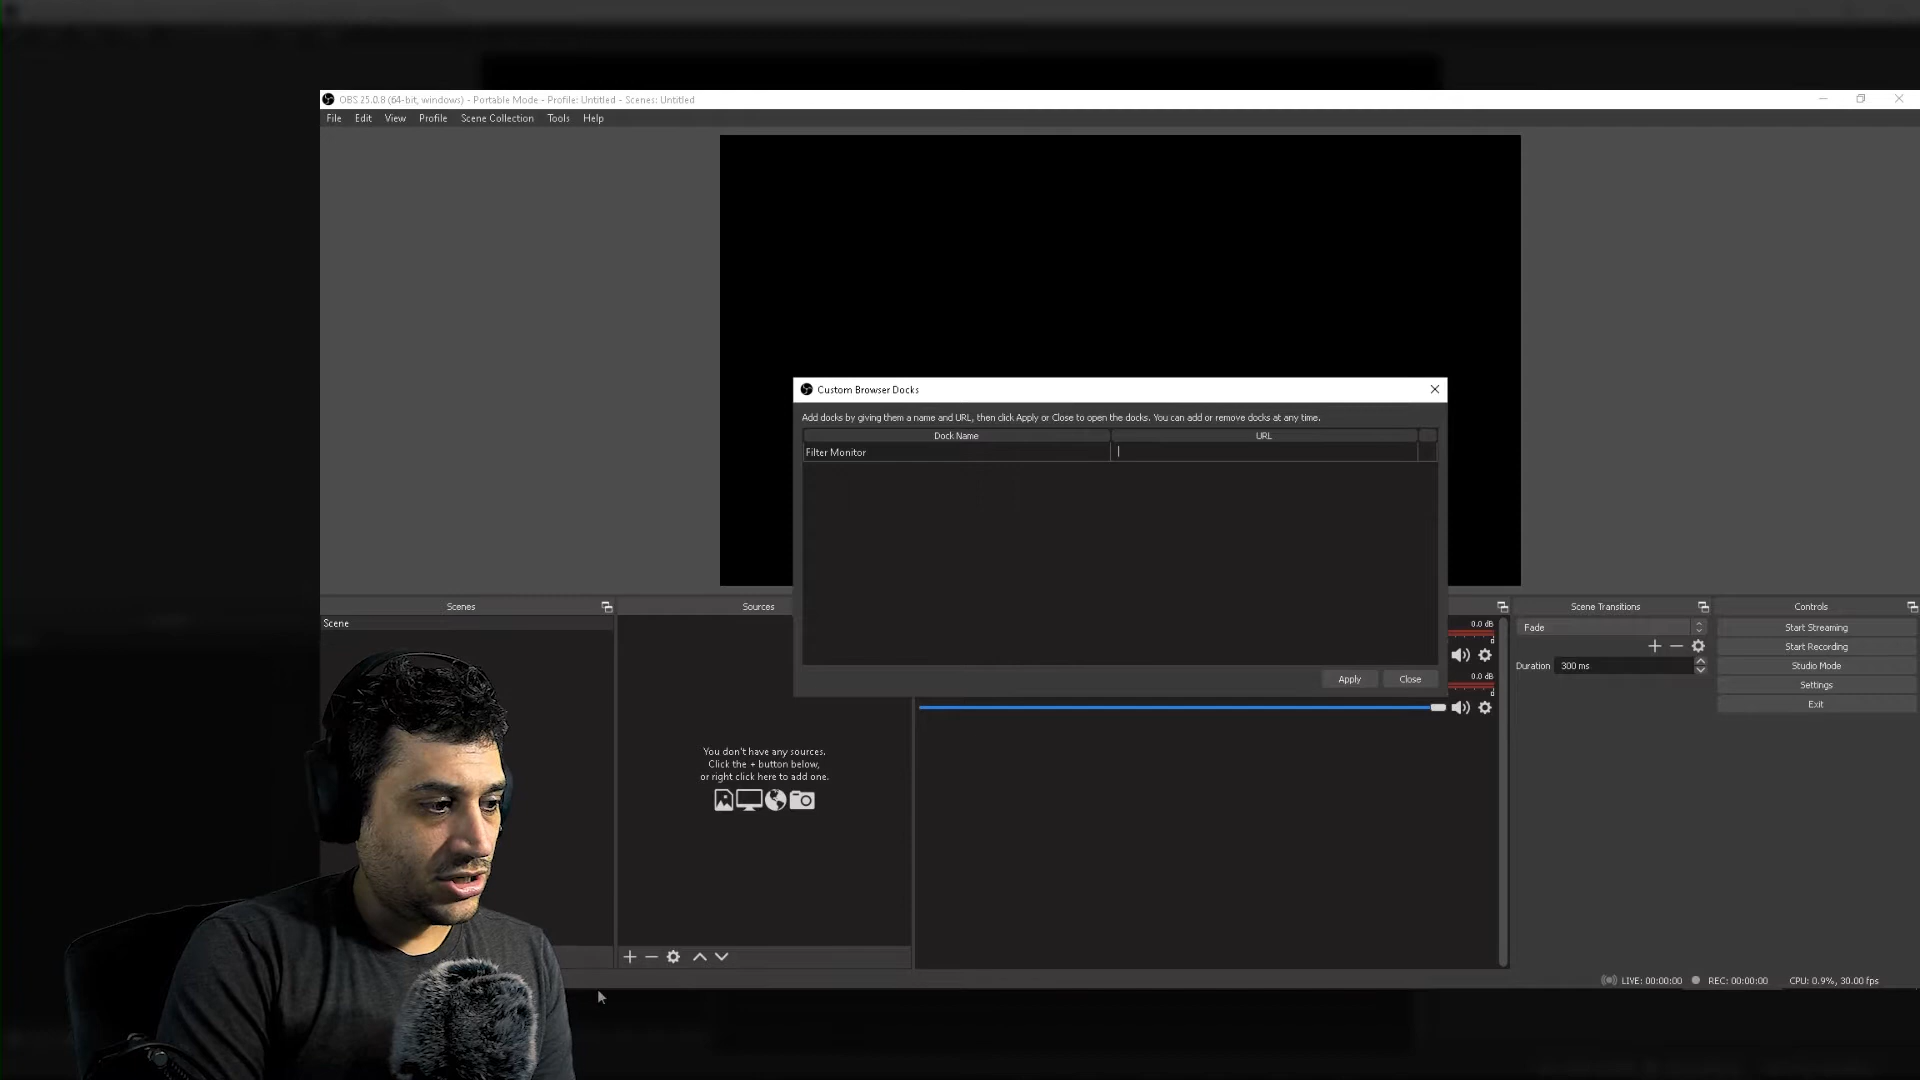 OBS 25.0.8 (64-bit, windows) - Portable Mode - Profile: Untitled - Scenes: Untitled
File Edit View Profile Scene Collection Tools Help
Custom Browser Docks
Add docks by giving them a name and URL, then click Apply or Close to open the docks. You can add or remove docks at any time.
Dock Name URL
Filter Monitor
Apply Close
Scenes Sources Scene Transitions Controls
Scene
0.0 dB
Fade
Start Streaming
Start Recording
Duration 300 ms
Studio Mode
0.0 dB
Settings
Exit
You don't have any sources.
Click the + button below,
or right click here to add one.
LIVE: 00:00:00 REC: 00:00:00 CPU: 0.9%, 30.00 fps